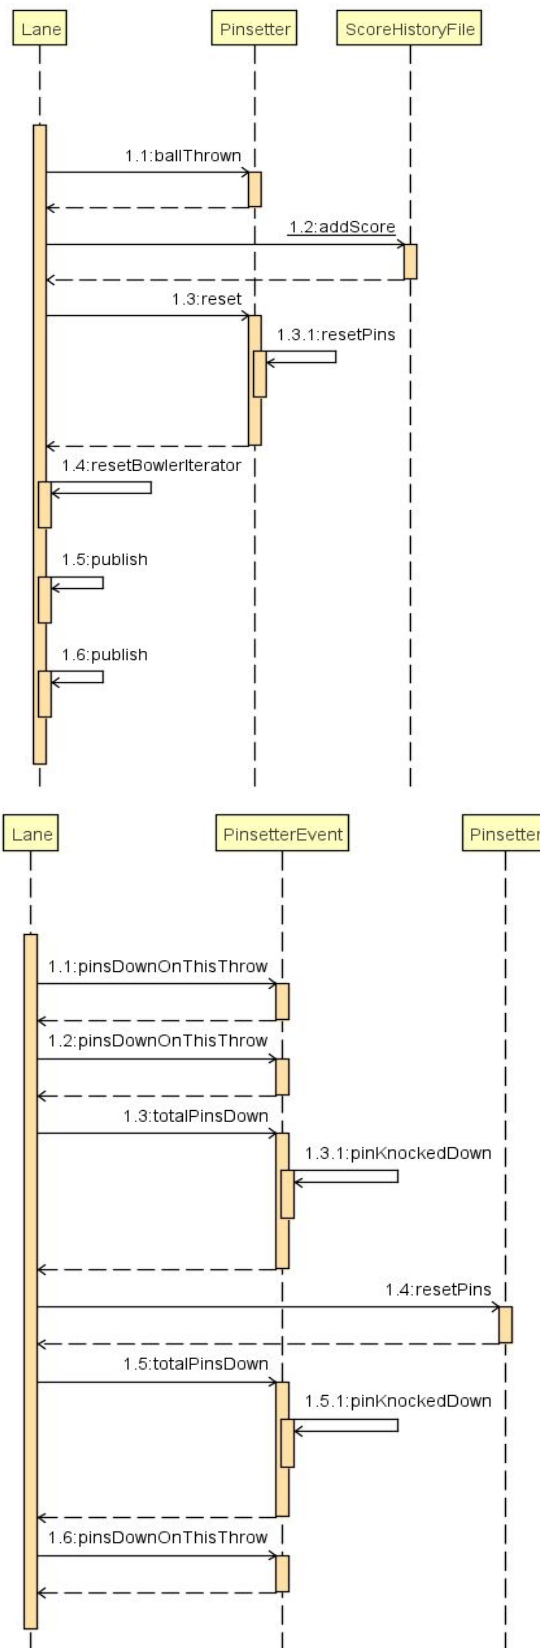 Lane
Pinsetter
ScoreHistoryFile
1.1:ballThrown
1.2:addScore
1.3:reset
1.3.1:resetPins
1.4:resetBowlerIterator
1.5:publish
1.6:publish
Lane
PinsetterEvent
Pinsetter
1.1:pinsDownOnThisThrow
1.2:pinsDownOnThisThrow
1.3:totalPinsDown
1.3.1:pinKnockedDown
1.4:resetPins
1.5:totalPinsDown
1.5.1:pinKnockedDown
1.6:pinsDownOnThisThrow